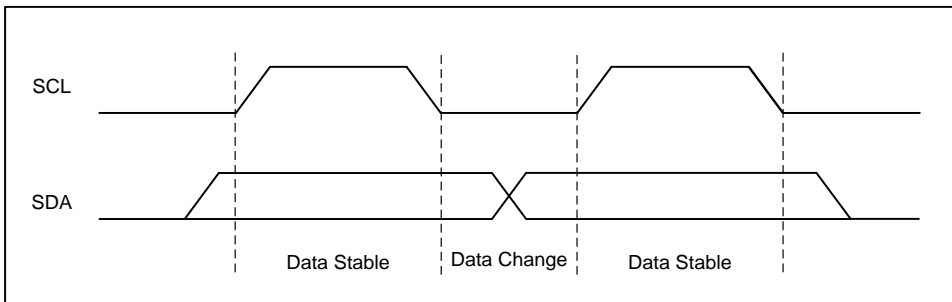 SCL
SDA
Data Stable
Data Change
Data Stable